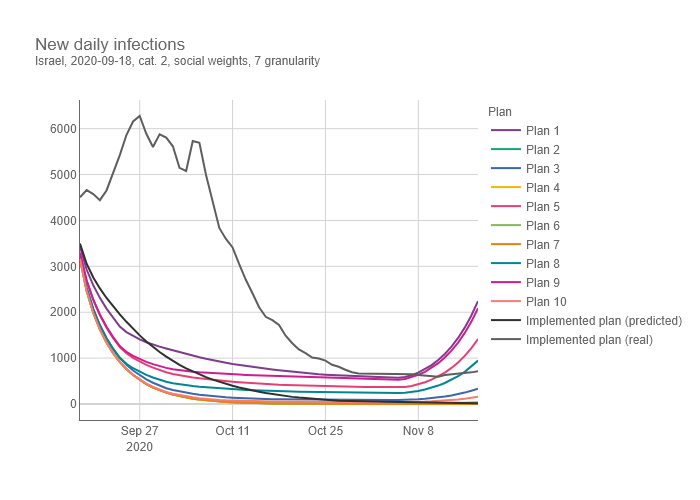 New daily infections
Israel, 2020-09-18, cat. 2, social weights, 7 granularity
Plan
Plan 1
Plan 2
Plan 3
Plan 4
Plan 5
Plan 6
Plan 7
Plan 8
Plan 9
Plan 10
Implemented plan (predicted)
Implemented plan (real)
6000
5000
4000
3000
2000
1000
0
Sep 27
2020
Oct 11
Oct 25
Nov 8